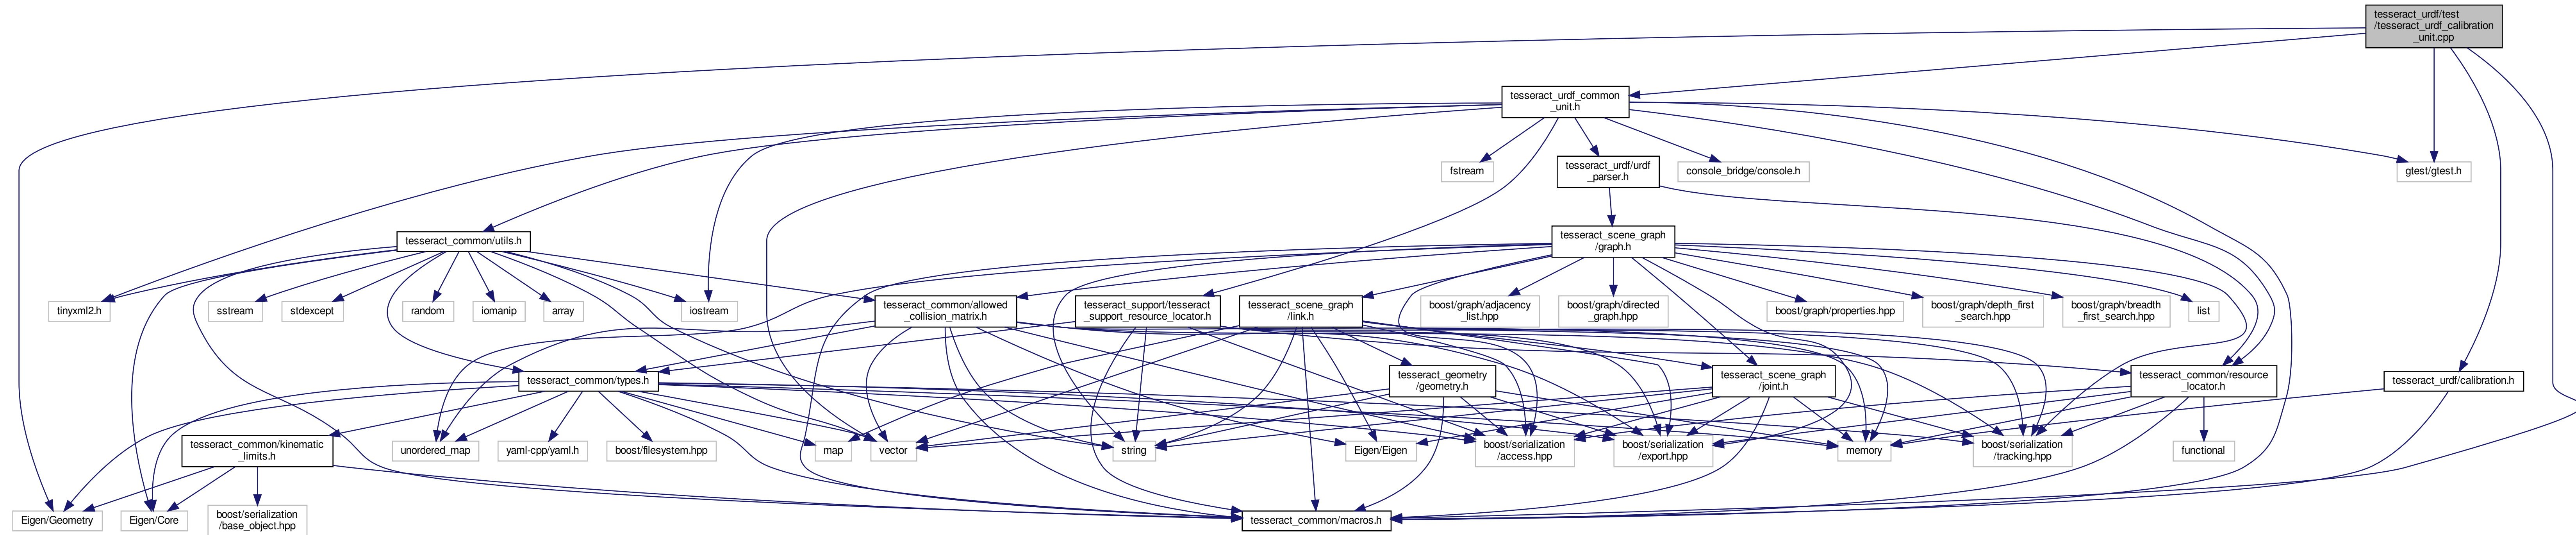 tesseract_urdf/test
/tesseract_urdf_calibration
_unit.cpp
tesseract_urdf_common
_unit.h
fstream
tesseract_urdf/urdf
_parser.h
console_bridge/console.h
gtest/gtest.h
tesseract_common/utils.h
tesseract_scene_graph
/graph.h
tinyxml2.h
sstream
stdexcept
random
iomanip
array
iostream
tesseract_common/allowed
_collision_matrix.h
tesseract_support/tesseract
_support_resource_locator.h
tesseract_scene_graph
/link.h
boost/graph/adjacency
_list.hpp
boost/graph/directed
_graph.hpp
boost/graph/properties.hpp
boost/graph/depth_first
_search.hpp
boost/graph/breadth
_first_search.hpp
list
tesseract_common/types.h
tesseract_geometry
/geometry.h
tesseract_scene_graph
/joint.h
tesseract_common/resource
_locator.h
tesseract_urdf/calibration.h
tesseract_common/kinematic
_limits.h
unordered_map
yaml-cpp/yaml.h
boost/filesystem.hpp
map
vector
string
Eigen/Eigen
boost/serialization
/access.hpp
boost/serialization
/export.hpp
memory
boost/serialization
/tracking.hpp
functional
Eigen/Geometry
Eigen/Core
boost/serialization
/base_object.hpp
tesseract_common/macros.h